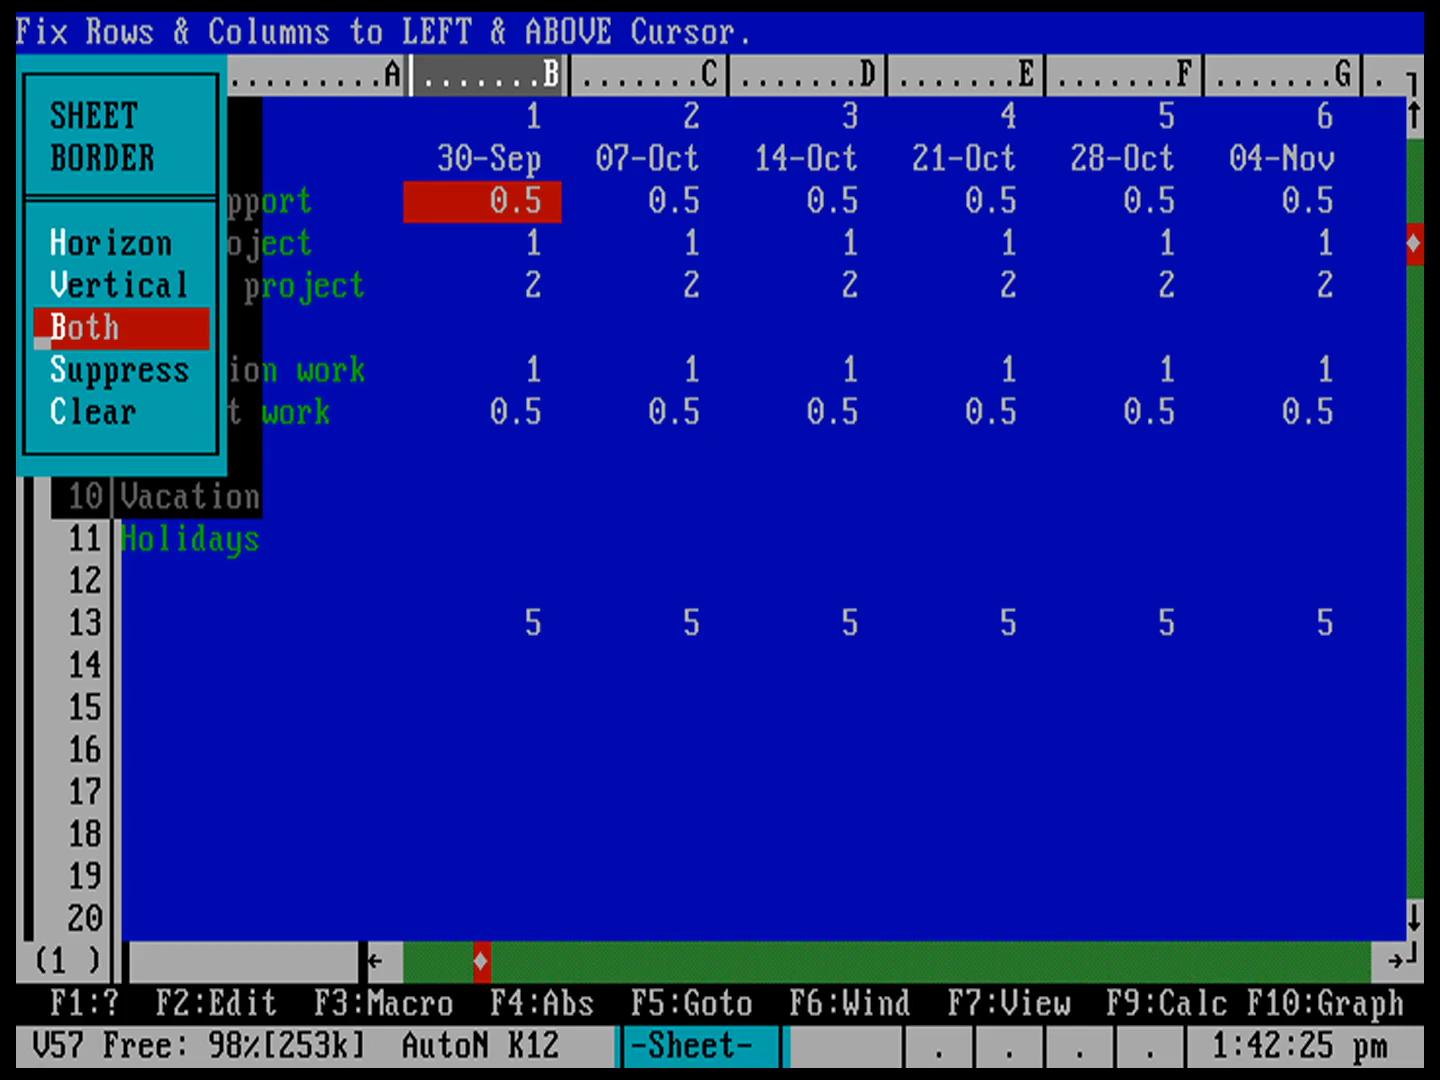 Fix Rows & Columns to LEFT & ABOVE Cursor.
.........A .......B .......C .......D .......E .......F .......G .
SHEET 1 2 3 4 5 6
BORDER 30-Sep 07-Oct 14-Oct 21-Oct 28-Oct 04-Nov
pport 0.5 0.5 0.5 0.5 0.5 0.5
Horizon oject 1 1 1 1 1 1
Vertical project 2 2 2 2 2 2
Both
Suppress ion work 1 1 1 1 1 1
Clear t work 0.5 0.5 0.5 0.5 0.5 0.5
10 Vacation
11 Holidays
12
13 5 5 5 5 5 5
14
15
16
17
18
19
20
(1 )
F1:? F2:Edit F3:Macro F4:Abs F5:Goto F6:Wind F7:View F9:Calc F10:Graph
V57 Free: 98%[253k] AutoN K12 -Sheet- . . . . 1:42:25 pm